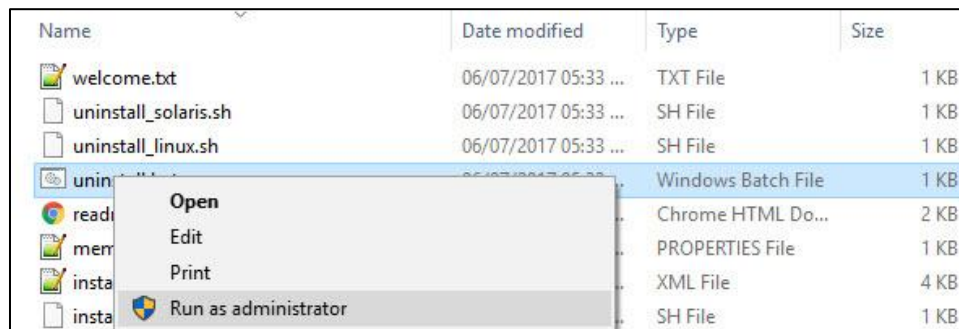 Name Date modified Type Size
welcome.txt 06/07/2017 05:33 ... TXT File 1 KB
uninstall_solaris.sh 06/07/2017 05:33 ... SH File 1 KB
uninstall_linux.sh 06/07/2017 05:33 ... SH File 1 KB
Windows Batch File 1 KB
Open
Chrome HTML Do... 2 KB
Edit
PROPERTIES File 1 KB
Print
XML File 4 KB
Run as administrator
SH File 1 KB